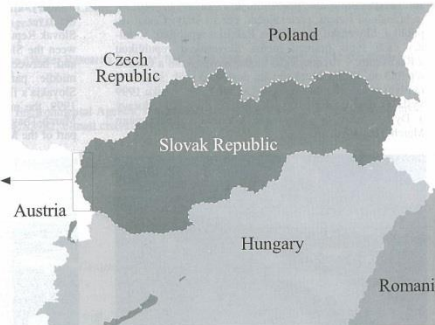 Poland
Czech
Republic
Slovak Republic
Austria
Hungary
Romani